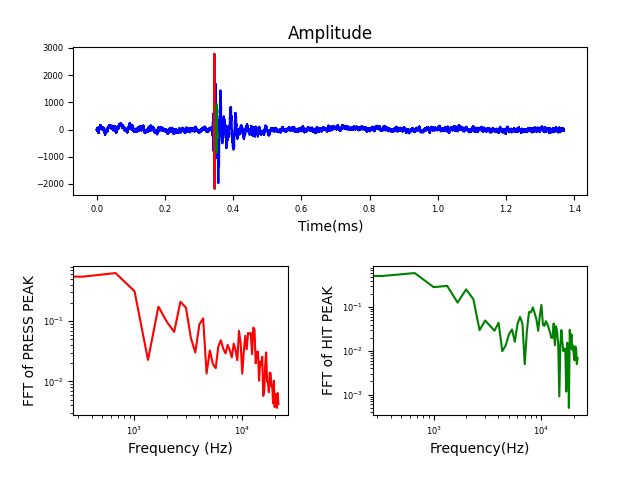 Amplitude
3000
2000
1000
0
−1000
−2000
0.0 0.2 0.4 0.6 0.8 1.0 1.2 1.4
Time(ms)
FFT of PRESS PEAK
10⁻¹
10⁻²
10³ 10⁴
Frequency (Hz)
FFT of HIT PEAK
10⁻¹
10⁻²
10⁻³
10³ 10⁴
Frequency(Hz)